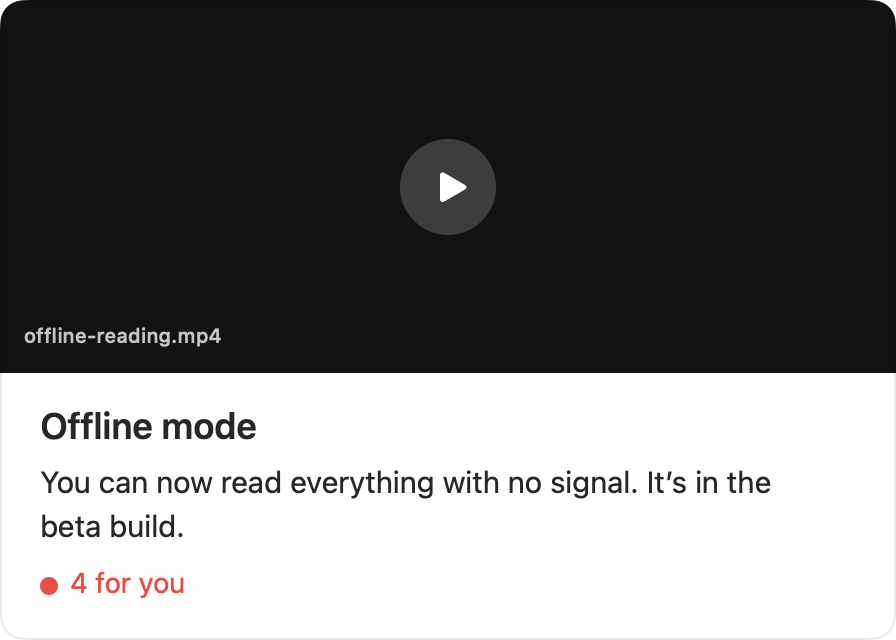 offline-reading.mp4
Offline mode
You can now read everything with no signal. It’s in the
beta build.
4 for you